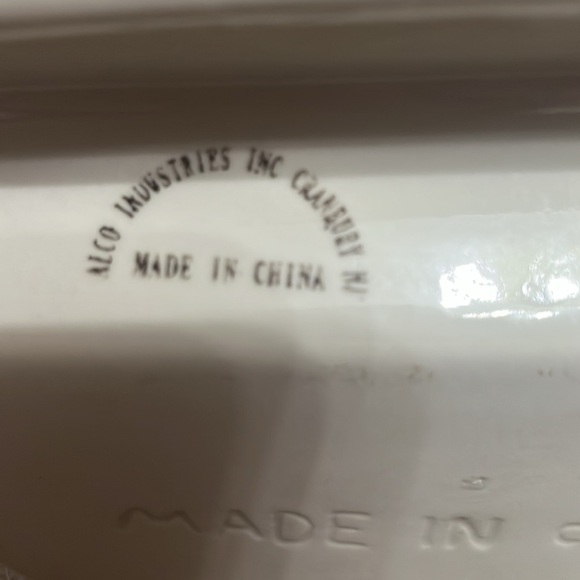 ALCO INDUSTRIES INC CRANBURY NJ
MADE IN CHINA
MADE IN